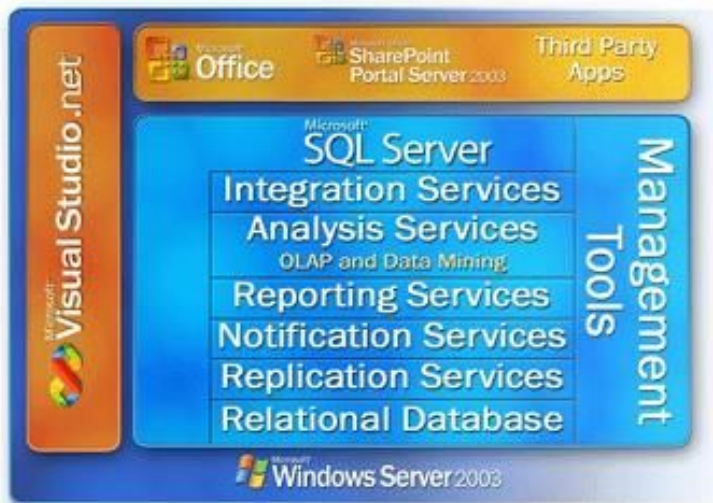 Microsoft
Visual Studio.net
Microsoft
Office
Microsoft Office
SharePoint
Portal Server 2003
Third Party
Apps
Microsoft
SQL Server
Integration Services
Analysis Services
OLAP and Data Mining
Reporting Services
Notification Services
Replication Services
Relational Database
Management
Tools
Microsoft
Windows Server 2003